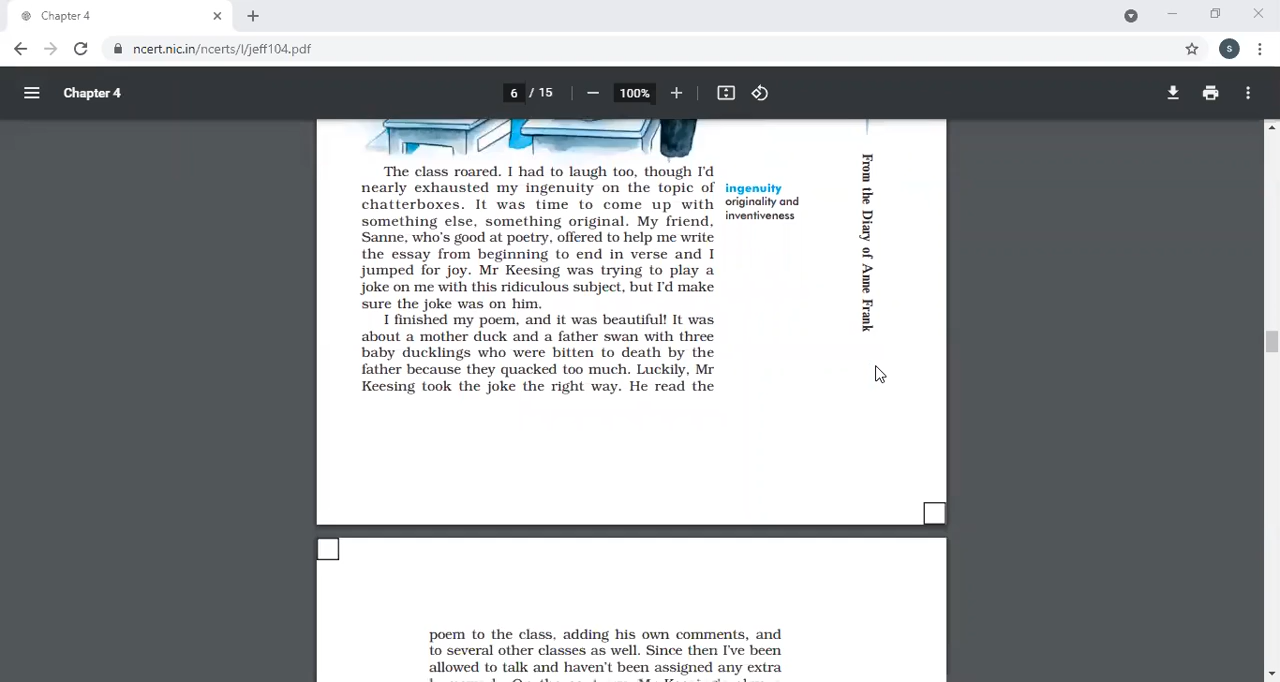 Chapter 4
ncert.nic.in/ncerts/l/jeff104.pdf
S
Chapter 4
6 / 15
100%
The class roared. I had to laugh too, though I'd
nearly exhausted my ingenuity on the topic of
chatterboxes. It was time to come up with
something else, something original. My friend,
Sanne, who's good at poetry, offered to help me write
the essay from beginning to end in verse and I
jumped for joy. Mr Keesing was trying to play a
joke on me with this ridiculous subject, but I'd make
sure the joke was on him.
I finished my poem, and it was beautiful! It was
about a mother duck and a father swan with three
baby ducklings who were bitten to death by the
father because they quacked too much. Luckily, Mr
Keesing took the joke the right way. He read the
ingenuity
originality and
inventiveness
From the Diary of Anne Frank
poem to the class, adding his own comments, and
to several other classes as well. Since then I've been
allowed to talk and haven't been assigned any extra